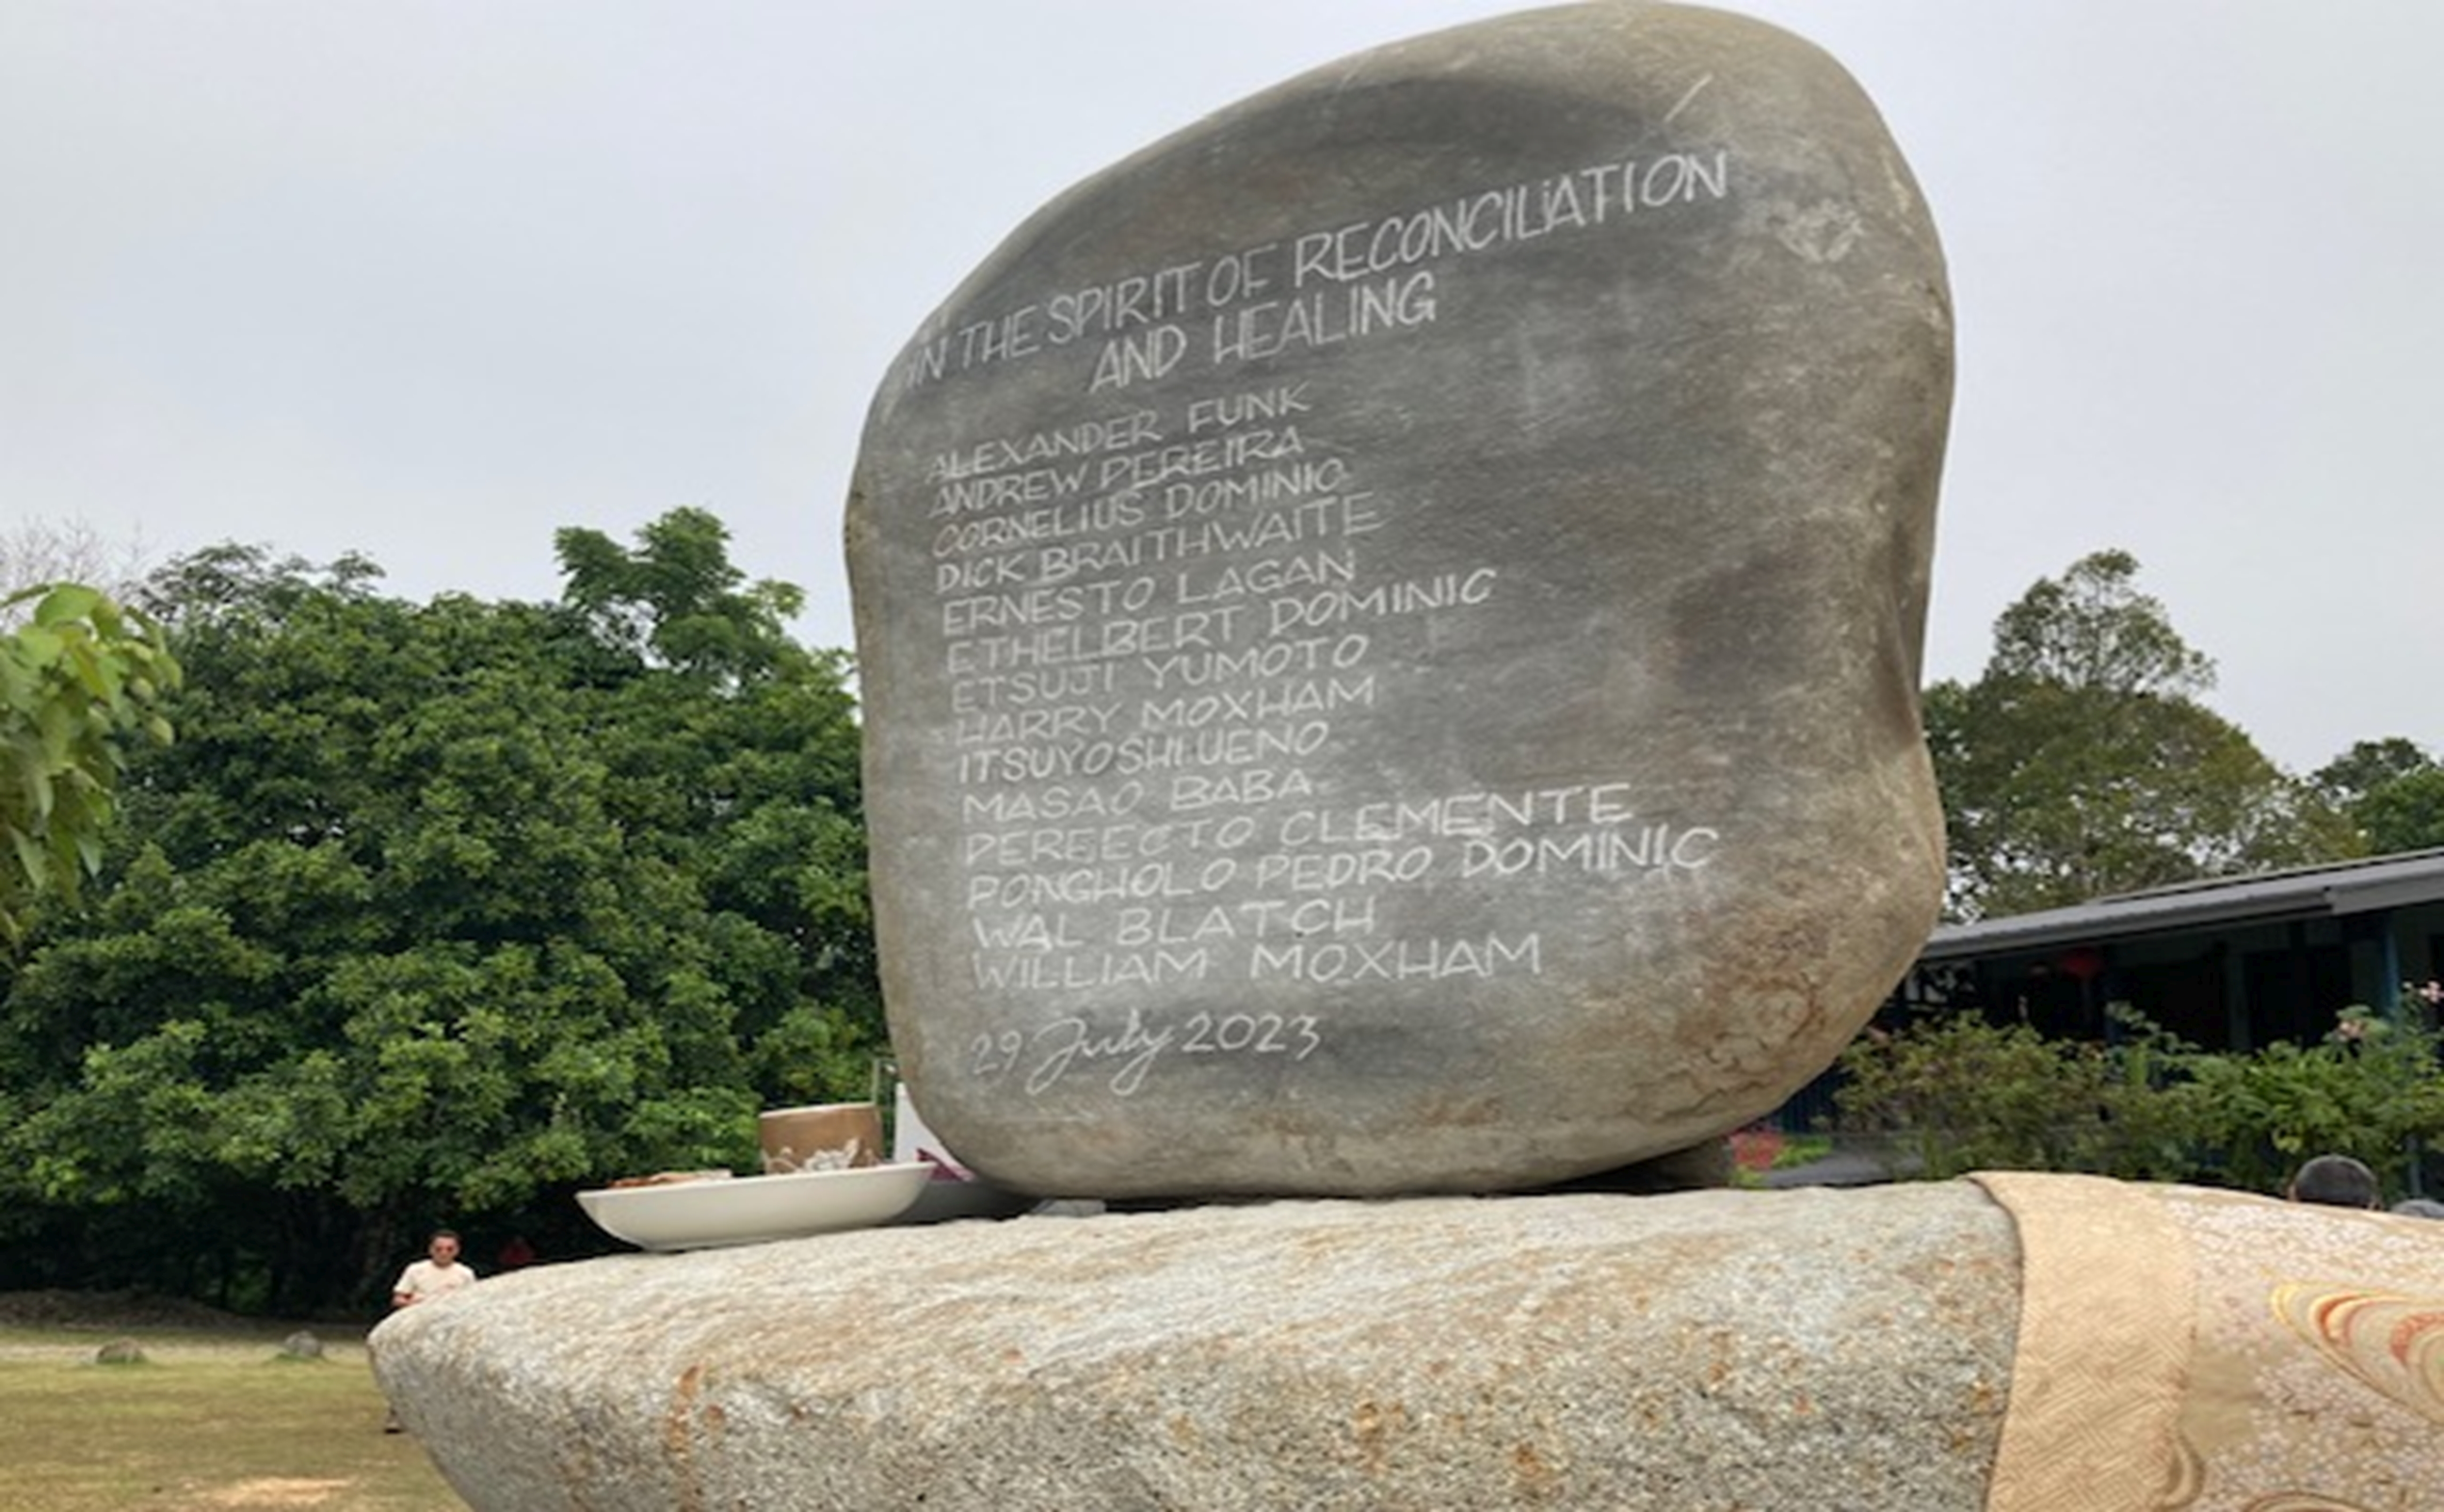 IN THE SPIRIT OF RECONCILIATION
AND HEALING
ALEXANDER FUNK
ANDREW PEREIRA
CORNELIUS DOMINIC
DICK BRAITHWAITE
ERNESTO LAGAN
ETHELBERT DOMINIC
ETSUJI YUMOTO
HARRY MOXHAM
ITSUYOSHI UENO
MASAO BABA
PERFECTO CLEMENTE
PONGHOLO PEDRO DOMINIC
WAL BLATCH
WILLIAM MOXHAM
29 July 2023